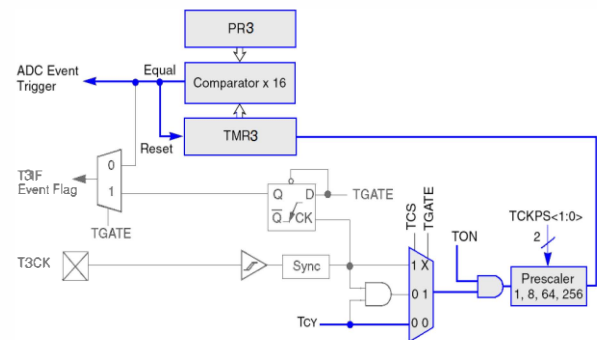 PR3
ADC Event
Trigger
Equal
Comparator x 16
Reset
TMR3
T3IF
Event Flag
0
1
TGATE
Q D
Q CK
TGATE
TCS
TGATE
TCKPS<1:0>
2
TON
T3CK
Sync
1 X
0 1
0 0
Prescaler
1, 8, 64, 256
TCY